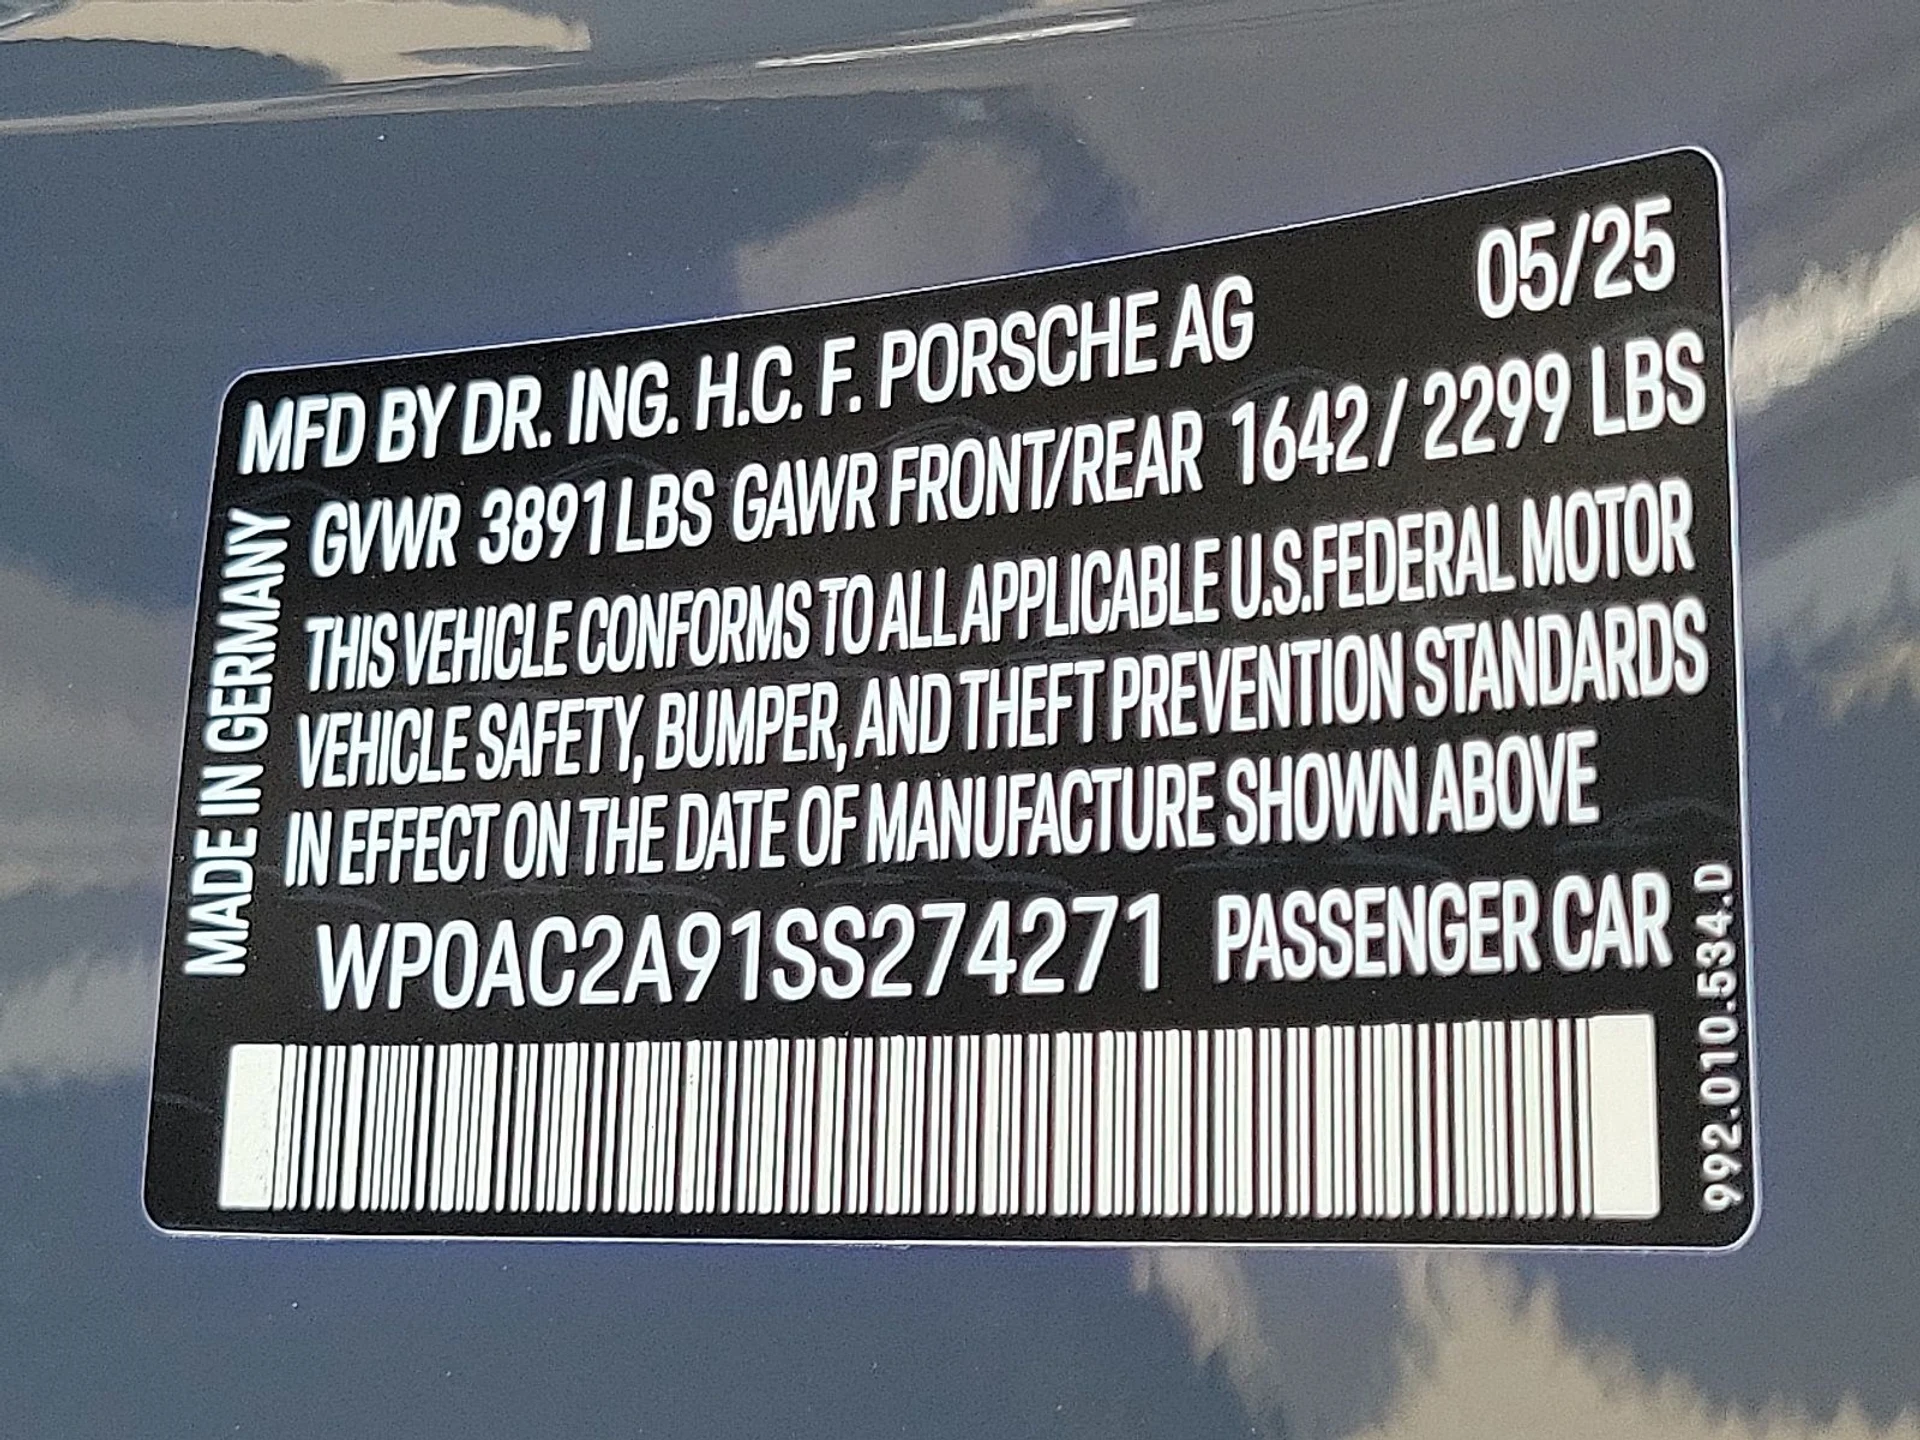 MFD BY DR. ING. H.C. F. PORSCHE AG 05/25
GVWR 3891 LBS GAWR FRONT/REAR 1642 / 2299 LBS
THIS VEHICLE CONFORMS TO ALL APPLICABLE U.S.FEDERAL MOTOR
VEHICLE SAFETY, BUMPER, AND THEFT PREVENTION STANDARDS
IN EFFECT ON THE DATE OF MANUFACTURE SHOWN ABOVE
WP0AC2A91SS274271 PASSENGER CAR
MADE IN GERMANY
992.010.534.D